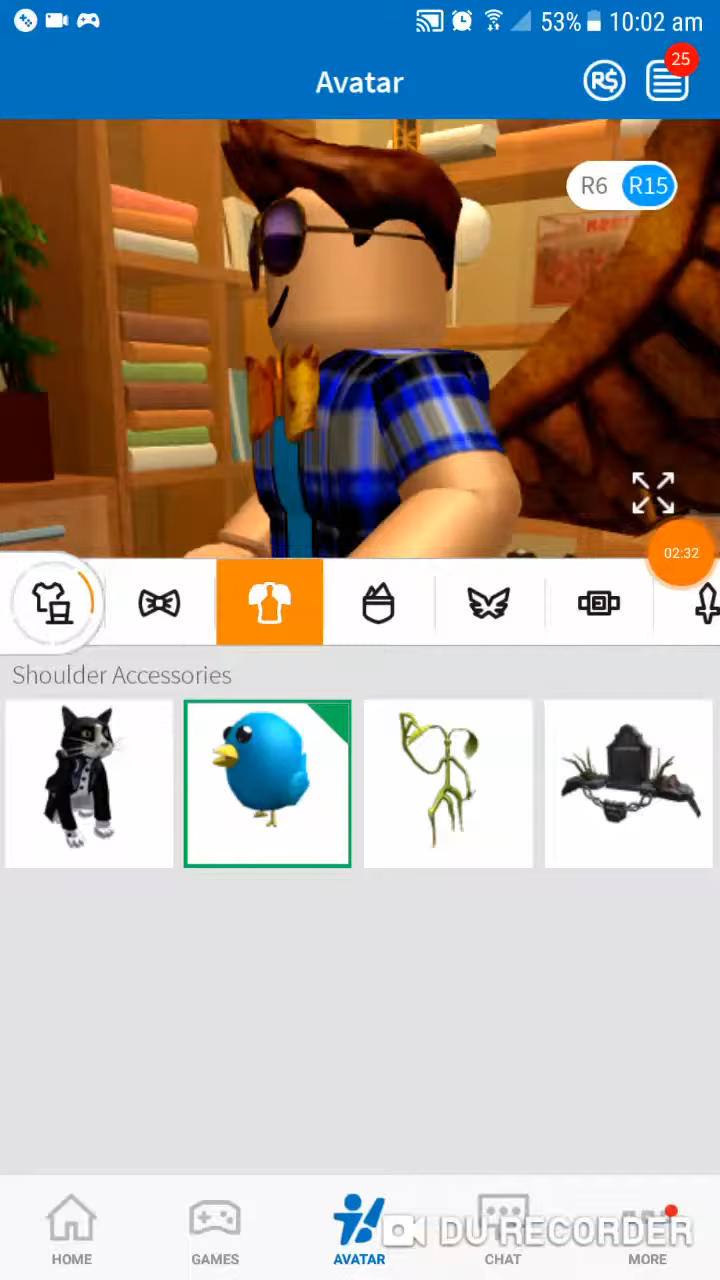 53% 10:02 am
Avatar
R$
25
R6 R15
02:32
Shoulder Accessories
HOME
GAMES
AVATAR
CHAT
MORE
DU RECORDER